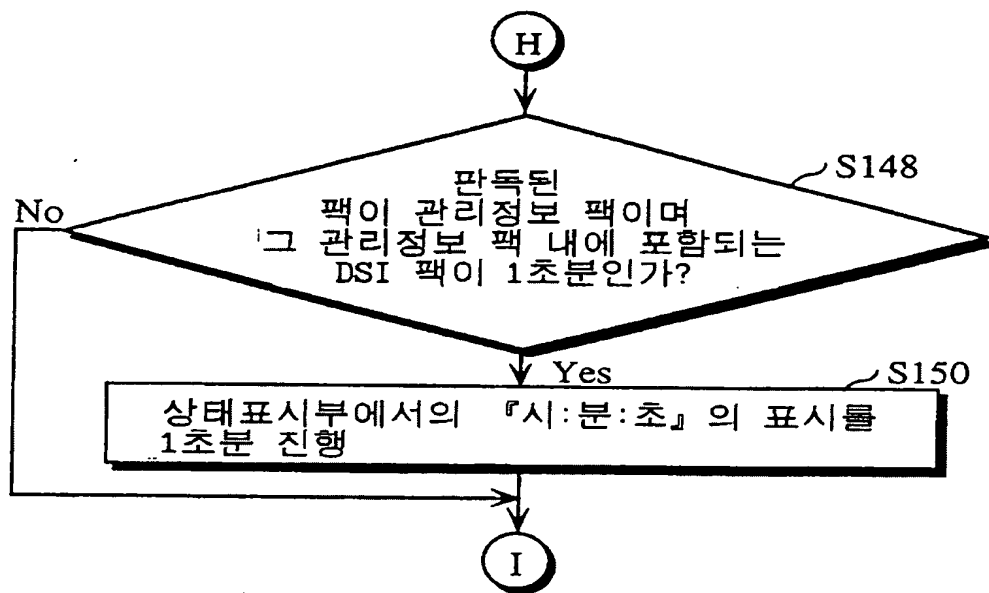 H
S148
판독된
팩이 관리정보 팩이며
그 관리정보 팩 내에 포함되는
DSI 팩이 1초분인가?
No
Yes
S150
상태표시부에서의 『시:분:초』의 표시를
1초분 진행
I